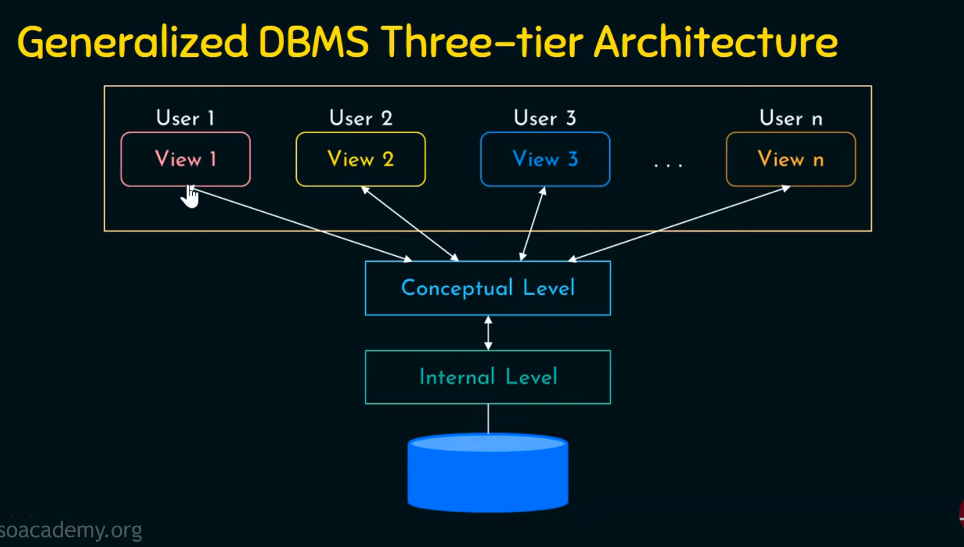 Generalized DBMS Three-tier Architecture
User 1 User 2 User 3 User n
View 1 View 2 View 3 ... View n
Conceptual Level
Internal Level
soacademy.org